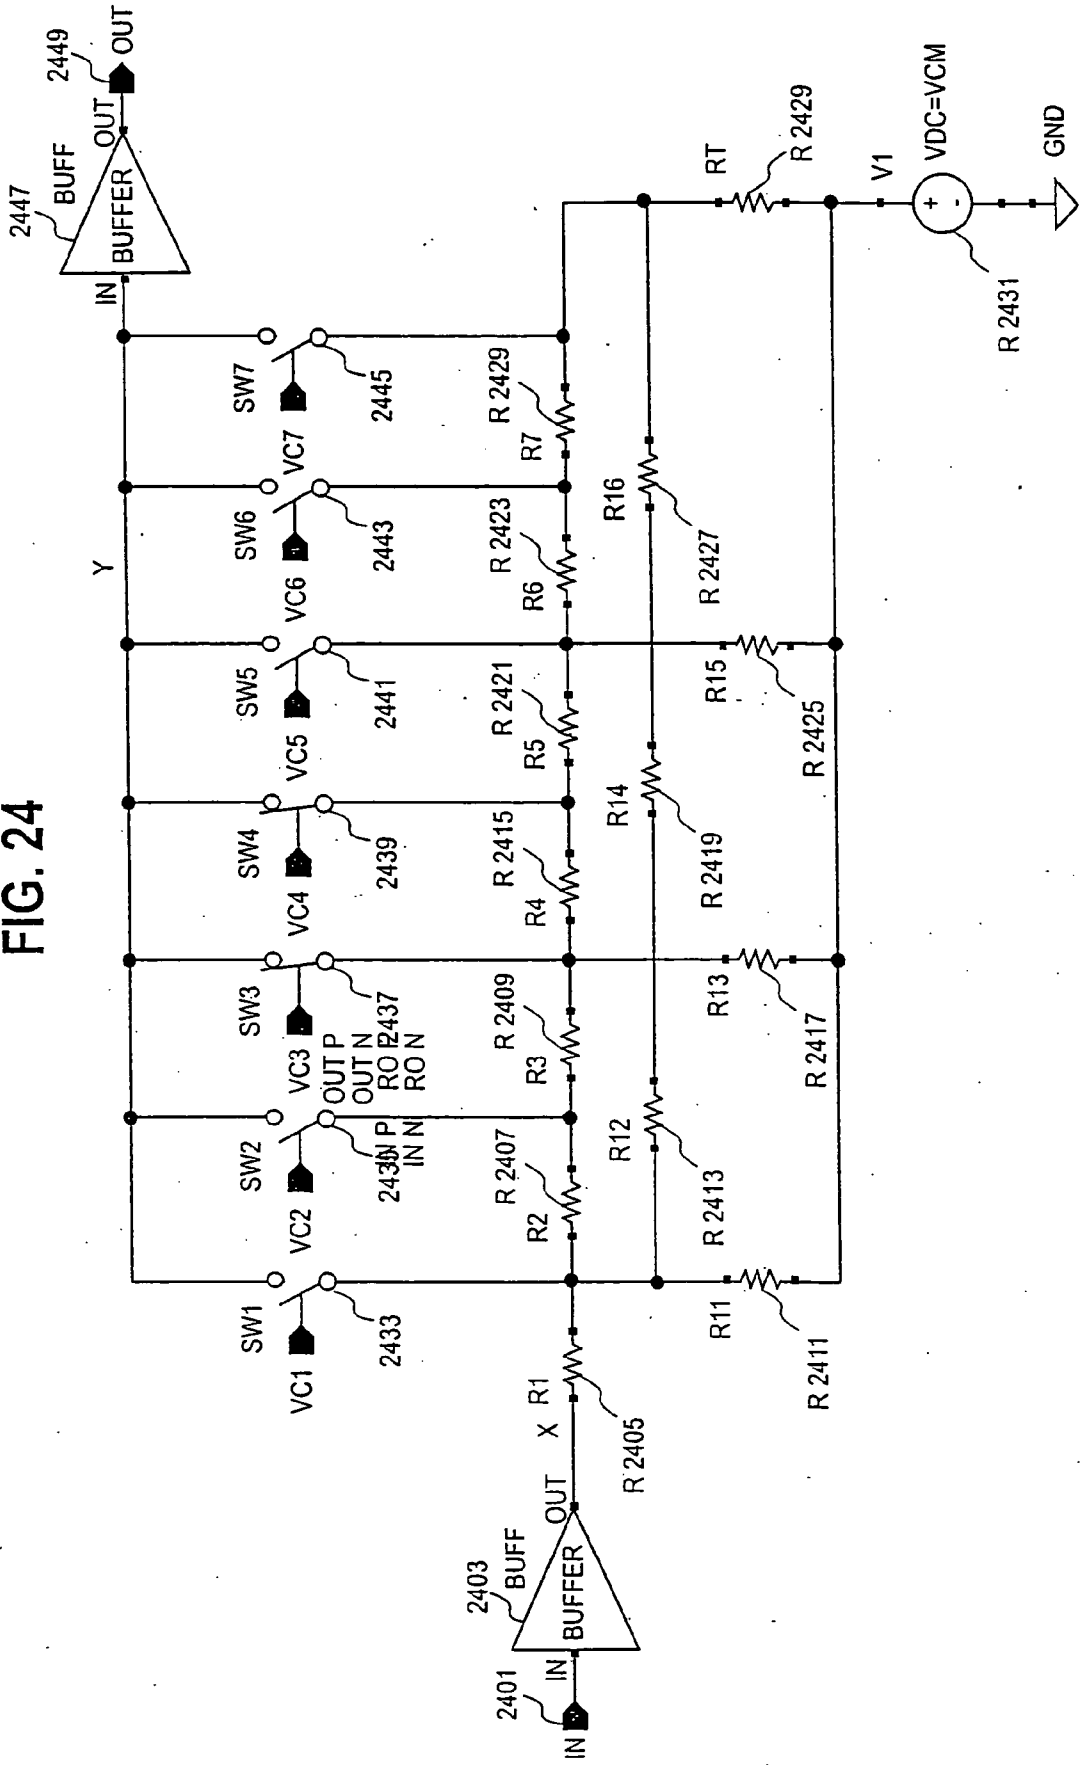 FIG. 24
IN
2401
IN
BUFFER
2403
BUFF
OUT
X
R1
R 2405
VC1
SW1
2433
R11
R 2411
R2
R 2407
VC2
SW2
2435
IN P
IN N
OUT P
OUT N
RO P
RO N
R12
R 2413
R3
R 2409
VC3
SW3
2437
R13
R 2417
R4
R 2415
VC4
SW4
2439
R14
R 2419
R5
R 2421
VC5
SW5
2441
R15
R 2425
Y
R6
R 2423
VC6
SW6
2443
R16
R 2427
R7
R 2429
VC7
SW7
2445
IN
BUFFER
2447
BUFF
OUT
2449
OUT
RT
R 2429
V1
VDC=VCM
+
-
R 2431
GND